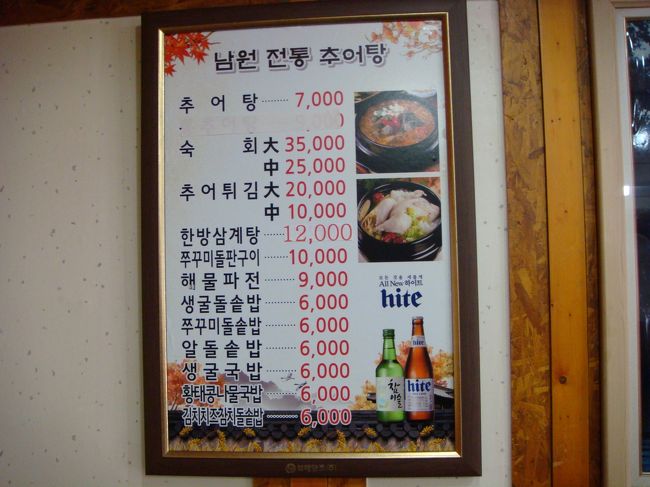 남원 전통 추어탕
추 어 탕 ········ 7,000
숙 회 大 35,000
中 25,000
추어튀김 大 20,000
中 10,000
한방삼계탕 ····· 12,000
쭈꾸미돌판구이 ···· 10,000
해 물 파 전 ········ 9,000
생굴돌솥밥 ········ 6,000
쭈꾸미돌솥밥 ········ 6,000
알 돌 솥 밥 ········ 6,000
생 굴 국 밥 ········ 6,000
황태콩나물국밥 ········ 6,000
김치치즈김치돌솥밥 ········ 6,000
All New 하이트
hite
참이슬
hite
hite